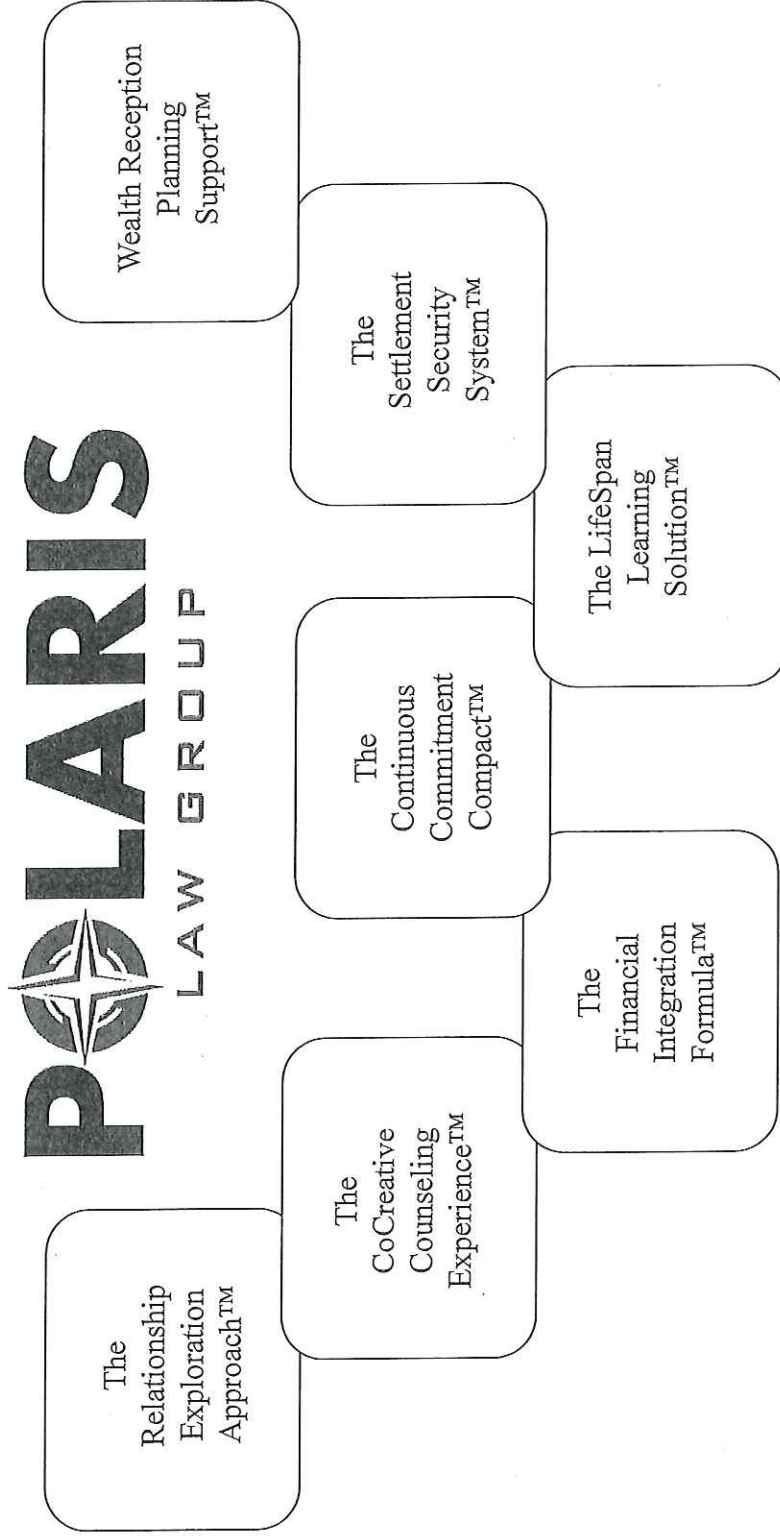 POLARIS
LAW GROUP
The
Relationship
Exploration
Approach™
The
CoCreative
Counseling
Experience™
The
Financial
Integration
Formula™
The
Continuous
Commitment
Compact™
The LifeSpan
Learning
Solution™
The
Settlement
Security
System™
Wealth Reception
Planning
Support™